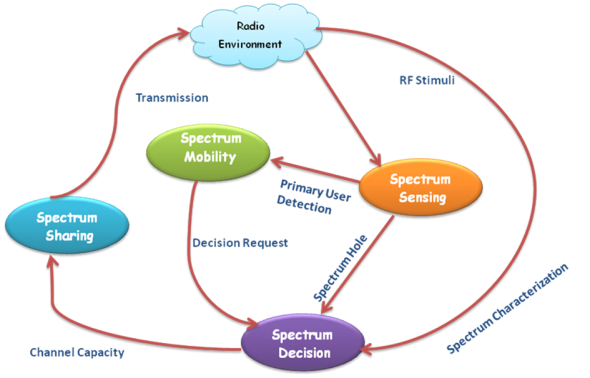 Radio
Environment
RF Stimuli
Transmission
Spectrum
Mobility
Spectrum
Sensing
Primary User
Detection
Spectrum
Sharing
Decision Request
Spectrum Hole
Spectrum Characterization
Spectrum
Decision
Channel Capacity